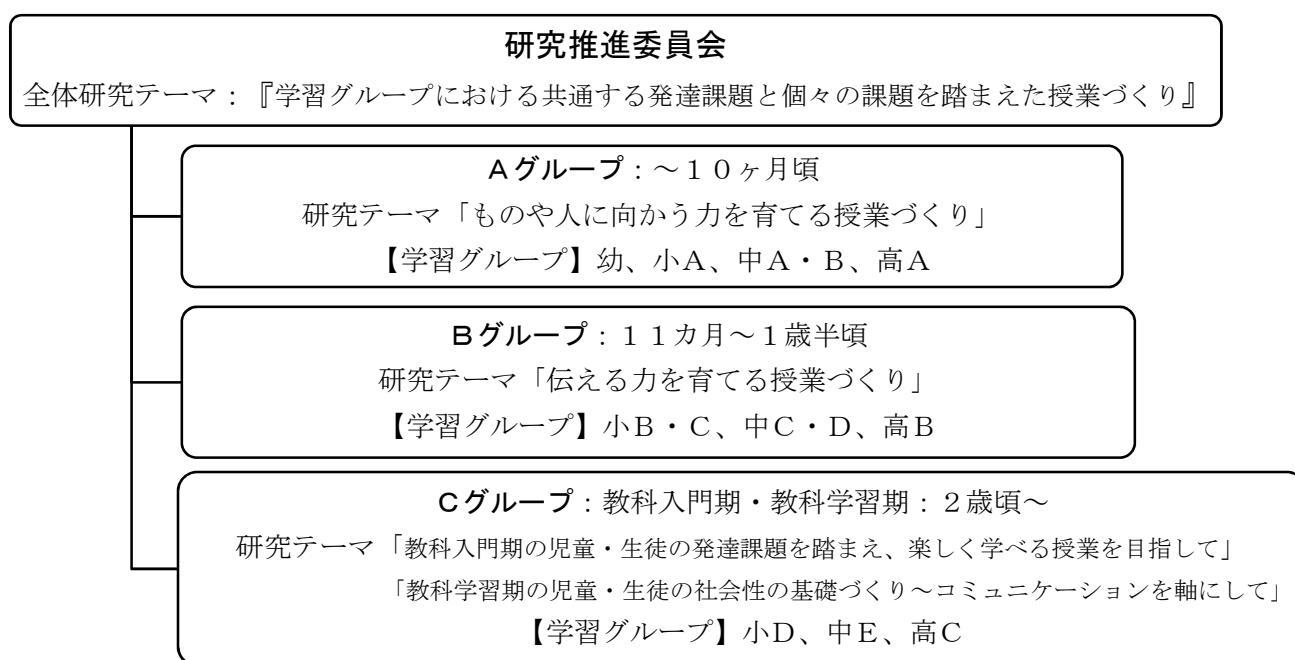 研究推進委員会
全体研究テーマ：『学習グループにおける共通する発達課題と個々の課題を踏まえた授業づくり』
Aグループ：～１０ヶ月頃
研究テーマ「ものや人に向かう力を育てる授業づくり」
【学習グループ】幼、小Ａ、中Ａ・Ｂ、高Ａ
Bグループ：１１カ月～１歳半頃
研究テーマ「伝える力を育てる授業づくり」
【学習グループ】小Ｂ・Ｃ、中Ｃ・Ｄ、高Ｂ
Cグループ：教科入門期・教科学習期：２歳頃～
研究テーマ「教科入門期の児童・生徒の発達課題を踏まえ、楽しく学べる授業を目指して」
「教科学習期の児童・生徒の社会性の基礎づくり～コミュニケーションを軸にして」
【学習グループ】小Ｄ、中Ｅ、高Ｃ